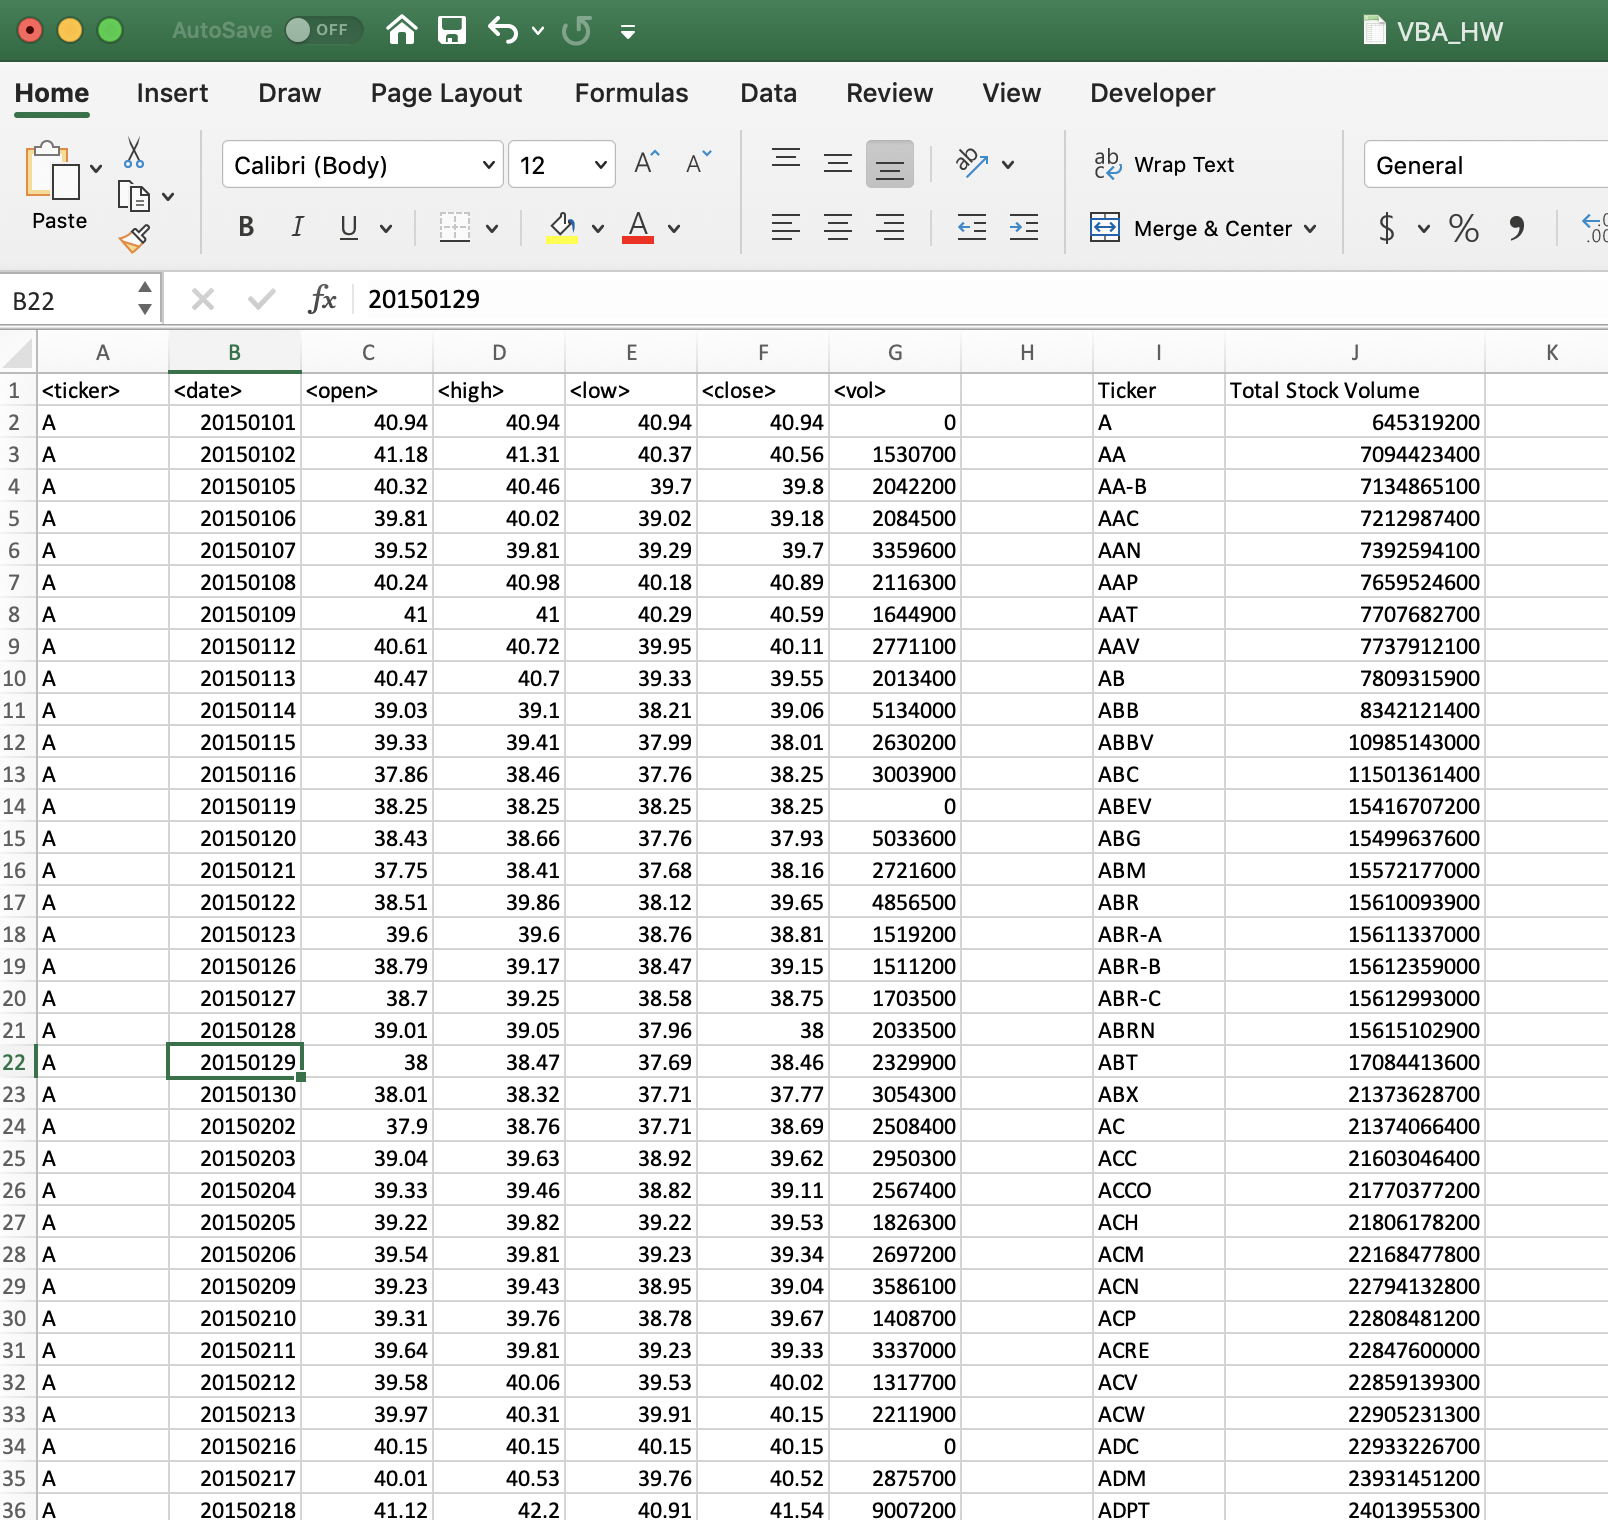 AutoSave OFF VBA_HW
Home Insert Draw Page Layout Formulas Data Review View Developer
Paste Calibri (Body) 12 A A ab Wrap Text General
B I U A Merge & Center $ % , .00
B22 fx 20150129
A B C D E F G H I J K
1 <ticker> <date> <open> <high> <low> <close> <vol> Ticker Total Stock Volume
2 A 20150101 40.94 40.94 40.94 40.94 0 A 645319200
3 A 20150102 41.18 41.31 40.37 40.56 1530700 AA 7094423400
4 A 20150105 40.32 40.46 39.7 39.8 2042200 AA-B 7134865100
5 A 20150106 39.81 40.02 39.02 39.18 2084500 AAC 7212987400
6 A 20150107 39.52 39.81 39.29 39.7 3359600 AAN 7392594100
7 A 20150108 40.24 40.98 40.18 40.89 2116300 AAP 7659524600
8 A 20150109 41 41 40.29 40.59 1644900 AAT 7707682700
9 A 20150112 40.61 40.72 39.95 40.11 2771100 AAV 7737912100
10 A 20150113 40.47 40.7 39.33 39.55 2013400 AB 7809315900
11 A 20150114 39.03 39.1 38.21 39.06 5134000 ABB 8342121400
12 A 20150115 39.33 39.41 37.99 38.01 2630200 ABBV 10985143000
13 A 20150116 37.86 38.46 37.76 38.25 3003900 ABC 11501361400
14 A 20150119 38.25 38.25 38.25 38.25 0 ABEV 15416707200
15 A 20150120 38.43 38.66 37.76 37.93 5033600 ABG 15499637600
16 A 20150121 37.75 38.41 37.68 38.16 2721600 ABM 15572177000
17 A 20150122 38.51 39.86 38.12 39.65 4856500 ABR 15610093900
18 A 20150123 39.6 39.6 38.76 38.81 1519200 ABR-A 15611337000
19 A 20150126 38.79 39.17 38.47 39.15 1511200 ABR-B 15612359000
20 A 20150127 38.7 39.25 38.58 38.75 1703500 ABR-C 15612993000
21 A 20150128 39.01 39.05 37.96 38 2033500 ABRN 15615102900
22 A 20150129 38 38.47 37.69 38.46 2329900 ABT 17084413600
23 A 20150130 38.01 38.32 37.71 37.77 3054300 ABX 21373628700
24 A 20150202 37.9 38.76 37.71 38.69 2508400 AC 21374066400
25 A 20150203 39.04 39.63 38.92 39.62 2950300 ACC 21603046400
26 A 20150204 39.33 39.46 38.82 39.11 2567400 ACCO 21770377200
27 A 20150205 39.22 39.82 39.22 39.53 1826300 ACH 21806178200
28 A 20150206 39.54 39.81 39.23 39.34 2697200 ACM 22168477800
29 A 20150209 39.23 39.43 38.95 39.04 3586100 ACN 22794132800
30 A 20150210 39.31 39.76 38.78 39.67 1408700 ACP 22808481200
31 A 20150211 39.64 39.81 39.23 39.33 3337000 ACRE 22847600000
32 A 20150212 39.58 40.06 39.53 40.02 1317700 ACV 22859139300
33 A 20150213 39.97 40.31 39.91 40.15 2211900 ACW 22905231300
34 A 20150216 40.15 40.15 40.15 40.15 0 ADC 22933226700
35 A 20150217 40.01 40.53 39.76 40.52 2875700 ADM 23931451200
36 A 20150218 41.12 42.2 40.91 41.54 9007200 ADPT 24013955300